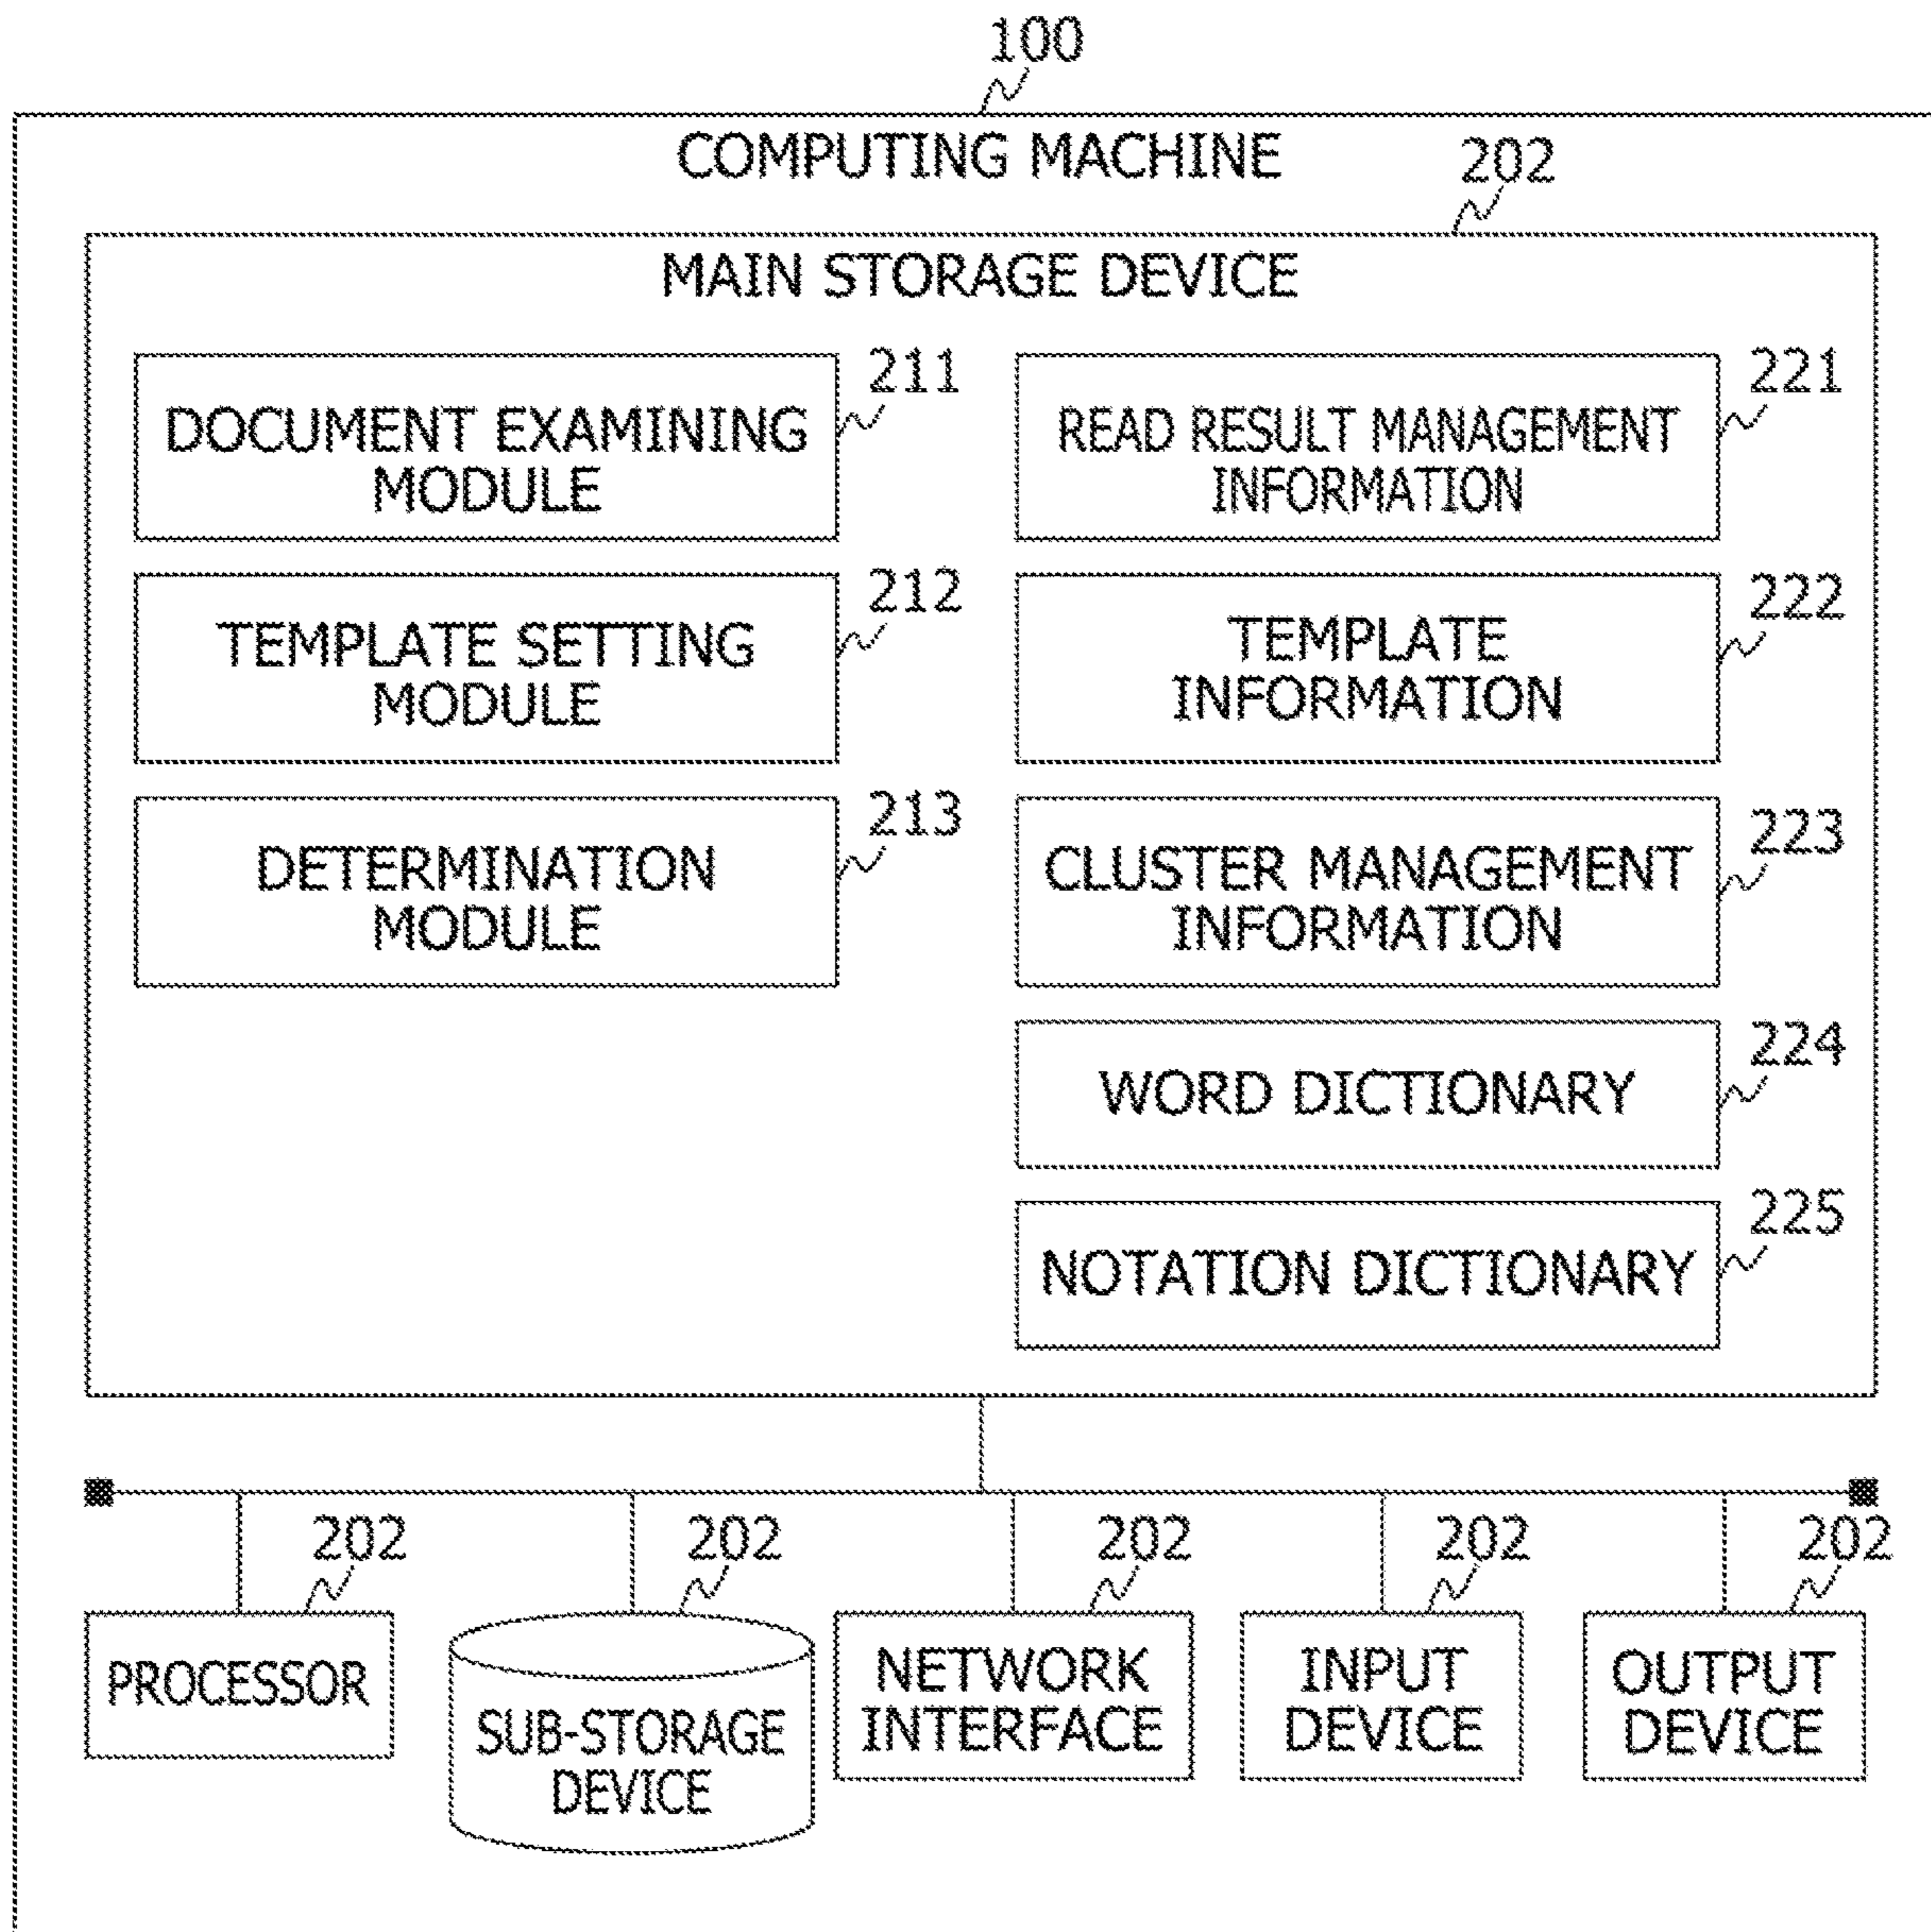 100
COMPUTING MACHINE
202
MAIN STORAGE DEVICE
211
DOCUMENT EXAMINING
MODULE
221
READ RESULT MANAGEMENT
INFORMATION
212
TEMPLATE SETTING
MODULE
222
TEMPLATE
INFORMATION
213
DETERMINATION
MODULE
223
CLUSTER MANAGEMENT
INFORMATION
224
WORD DICTIONARY
225
NOTATION DICTIONARY
202
PROCESSOR
202
SUB-STORAGE
DEVICE
202
NETWORK
INTERFACE
202
INPUT
DEVICE
202
OUTPUT
DEVICE